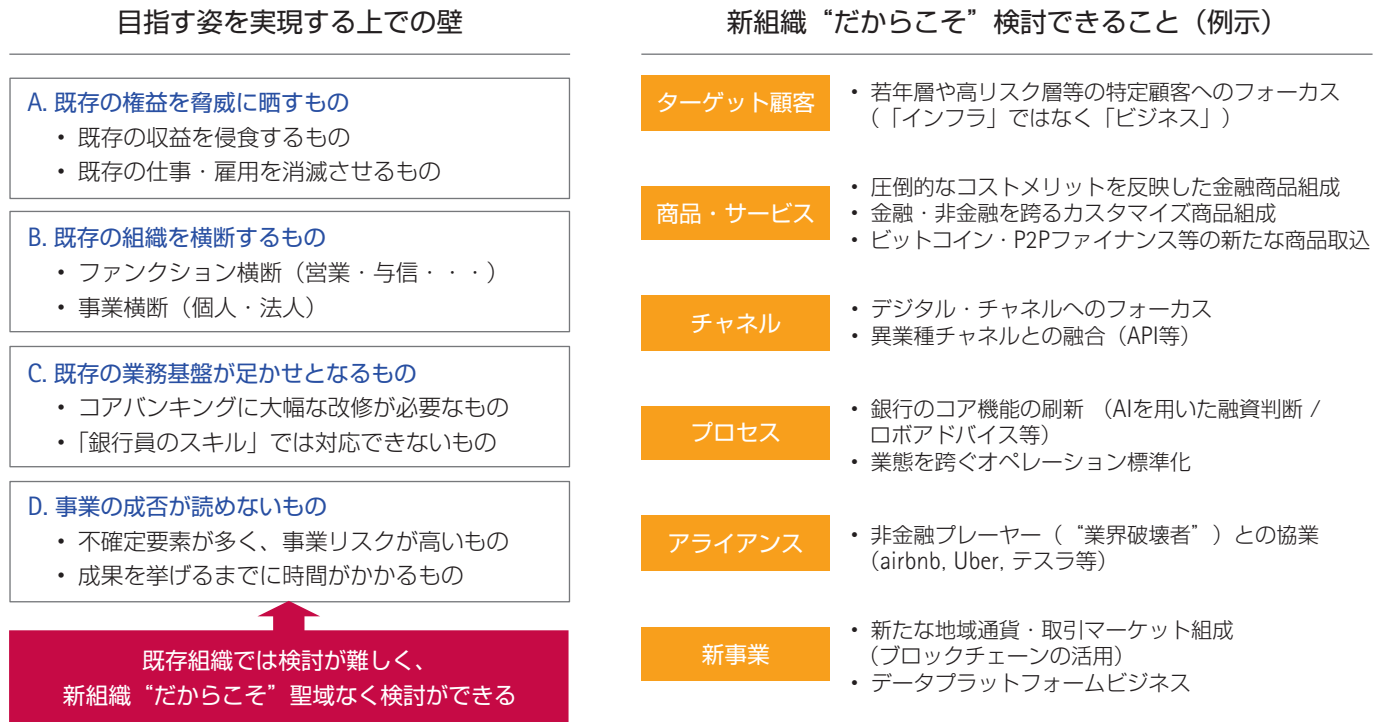 目指す姿を実現する上での壁
A. 既存の権益を脅威に晒すもの
• 既存の収益を侵食するもの
• 既存の仕事・雇用を消滅させるもの
B. 既存の組織を横断するもの
• ファンクション横断（営業・与信・・・）
• 事業横断（個人・法人）
C. 既存の業務基盤が足かせとなるもの
• コアバンキングに大幅な改修が必要なもの
• 「銀行員のスキル」では対応できないもの
D. 事業の成否が読めないもの
• 不確定要素が多く、事業リスクが高いもの
• 成果を挙げるまでに時間がかかるもの
既存組織では検討が難しく、
新組織“だからこそ”聖域なく検討ができる
新組織“だからこそ”検討できること（例示）
ターゲット顧客
• 若年層や高リスク層等の特定顧客へのフォーカス
（「インフラ」ではなく「ビジネス」）
商品・サービス
• 圧倒的なコストメリットを反映した金融商品組成
• 金融・非金融を跨るカスタマイズ商品組成
• ビットコイン・P2Pファイナンス等の新たな商品取込
チャネル
• デジタル・チャネルへのフォーカス
• 異業種チャネルとの融合（API等）
プロセス
• 銀行のコア機能の刷新 （AIを用いた融資判断 /
ロボアドバイス等）
• 業態を跨ぐオペレーション標準化
アライアンス
• 非金融プレーヤー（“業界破壊者”）との協業
(airbnb, Uber, テスラ等)
新事業
• 新たな地域通貨・取引マーケット組成
(ブロックチェーンの活用)
• データプラットフォームビジネス